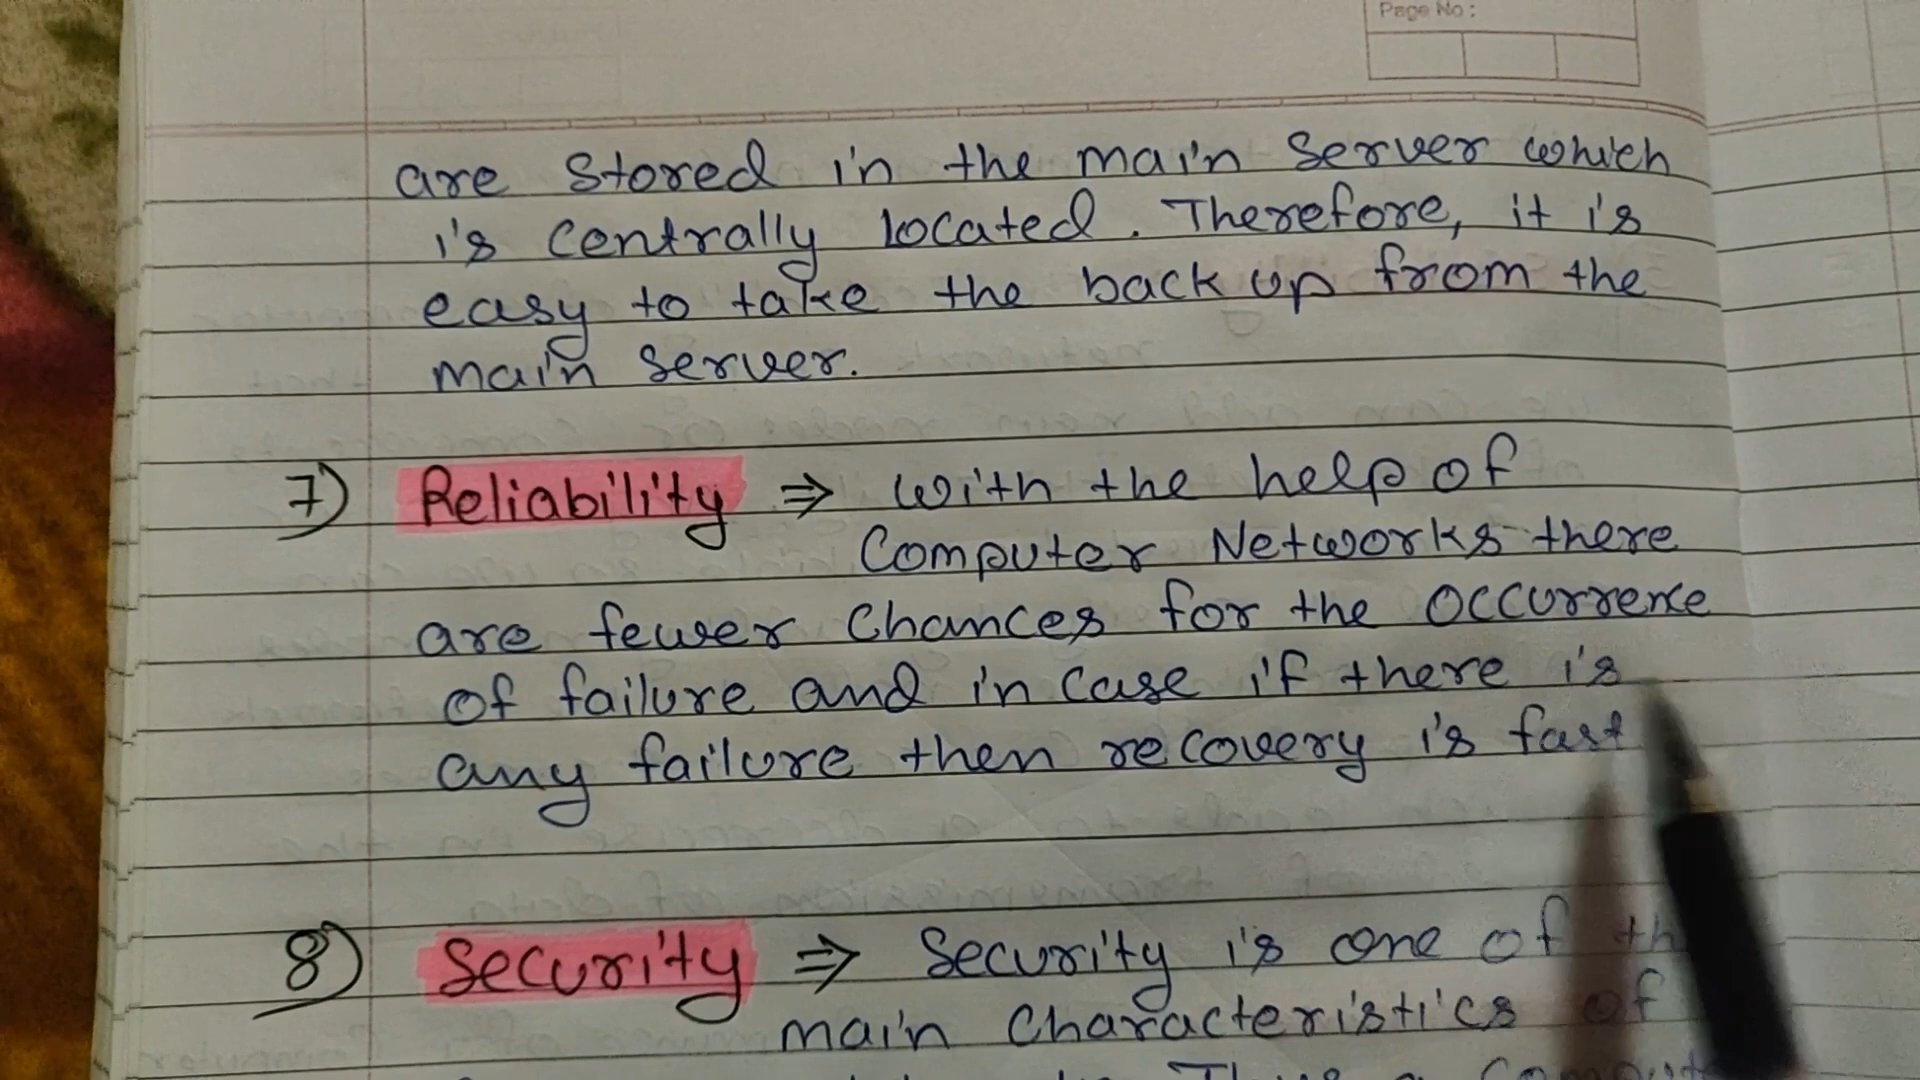 Page No:
are stored in the main server which
is centrally located. Therefore, it is
easy to take the back up from the
main server.
7) Reliability ⇒ with the help of
Computer Networks there
are fewer chances for the occurrence
of failure and in case if there is
any failure then recovery is fast
8) Security ⇒ Security is one of th
main characteristics of